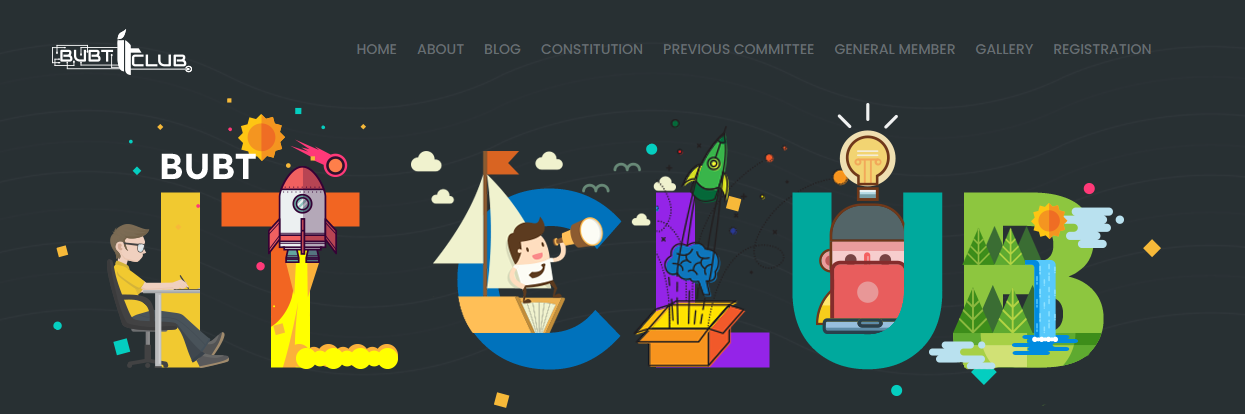 BUBT IT CLUB
HOME ABOUT BLOG CONSTITUTION PREVIOUS COMMITTEE GENERAL MEMBER GALLERY REGISTRATION
BUBT
IT CLUB